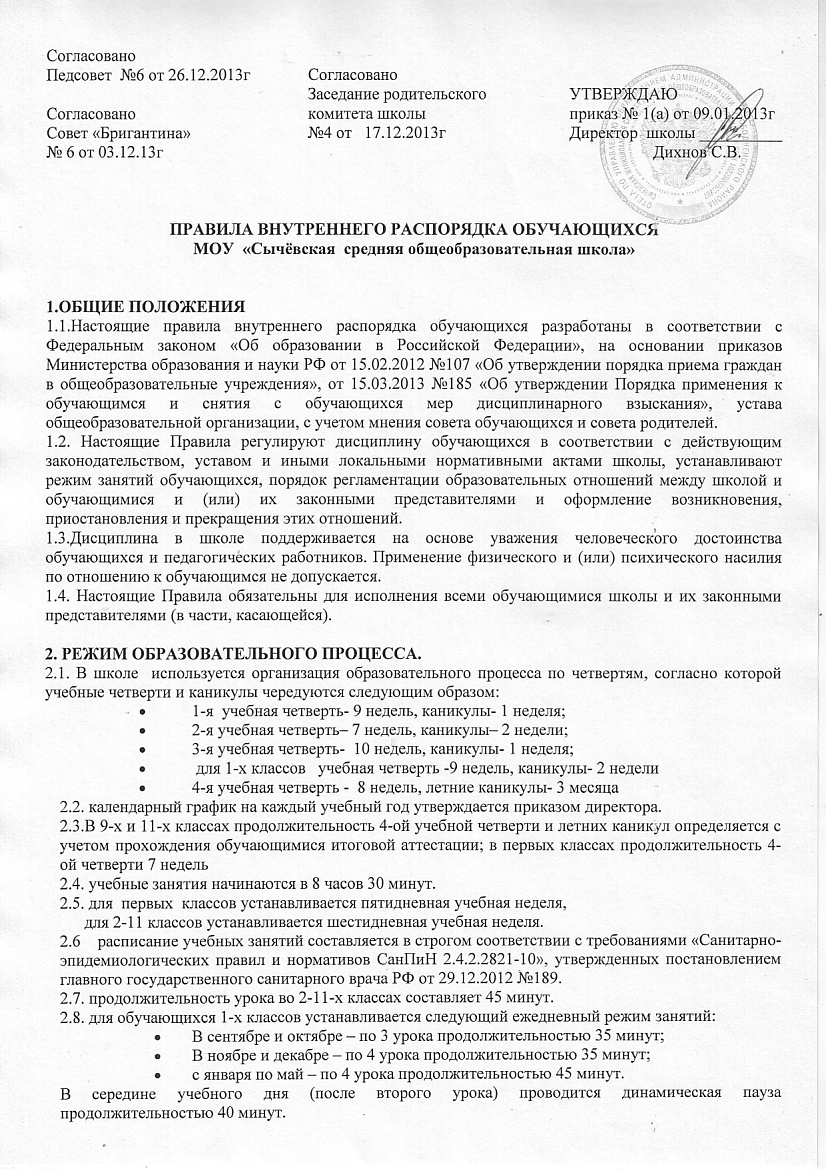 Согласовано
Педсовет №6 от 26.12.2013г
Согласовано
Совет «Бригантина»
№ 6 от 03.12.13г
Согласовано
Заседание родительского
комитета школы
№4 от 17.12.2013г
УТВЕРЖДАЮ
приказ № 1(а) от 09.01.2013г
Директор школы
Дихнов С.В.
ПРАВИЛА ВНУТРЕННЕГО РАСПОРЯДКА ОБУЧАЮЩИХСЯ
МОУ «Сычёвская средняя общеобразовательная школа»
1.ОБЩИЕ ПОЛОЖЕНИЯ
1.1.Настоящие правила внутреннего распорядка обучающихся разработаны в соответствии с
Федеральным законом «Об образовании в Российской Федерации», на основании приказов
Министерства образования и науки РФ от 15.02.2012 №107 «Об утверждении порядка приема граждан
в общеобразовательные учреждения», от 15.03.2013 №185 «Об утверждении Порядка применения к
обучающимся и снятия с обучающихся мер дисциплинарного взыскания», устава
общеобразовательной организации, с учетом мнения совета обучающихся и совета родителей.
1.2. Настоящие Правила регулируют дисциплину обучающихся в соответствии с действующим
законодательством, уставом и иными локальными нормативными актами школы, устанавливают
режим занятий обучающихся, порядок регламентации образовательных отношений между школой и
обучающимися и (или) их законными представителями и оформление возникновения,
приостановления и прекращения этих отношений.
1.3.Дисциплина в школе поддерживается на основе уважения человеческого достоинства
обучающихся и педагогических работников. Применение физического и (или) психического насилия
по отношению к обучающимся не допускается.
1.4. Настоящие Правила обязательны для исполнения всеми обучающимися школы и их законными
представителями (в части, касающейся).
2. РЕЖИМ ОБРАЗОВАТЕЛЬНОГО ПРОЦЕССА.
2.1. В школе используется организация образовательного процесса по четвертям, согласно которой
учебные четверти и каникулы чередуются следующим образом:
• 1-я учебная четверть- 9 недель, каникулы- 1 неделя;
• 2-я учебная четверть– 7 недель, каникулы– 2 недели;
• 3-я учебная четверть- 10 недель, каникулы- 1 неделя;
• для 1-х классов учебная четверть -9 недель, каникулы- 2 недели
• 4-я учебная четверть - 8 недель, летние каникулы- 3 месяца
2.2. календарный график на каждый учебный год утверждается приказом директора.
2.3.В 9-х и 11-х классах продолжительность 4-ой учебной четверти и летних каникул определяется с
учетом прохождения обучающимися итоговой аттестации; в первых классах продолжительность 4-
ой четверти 7 недель
2.4. учебные занятия начинаются в 8 часов 30 минут.
2.5. для первых классов устанавливается пятидневная учебная неделя,
для 2-11 классов устанавливается шестидневная учебная неделя.
2.6 расписание учебных занятий составляется в строгом соответствии с требованиями «Санитарно-
эпидемиологических правил и нормативов СанПиН 2.4.2.2821-10», утвержденных постановлением
главного государственного санитарного врача РФ от 29.12.2012 №189.
2.7. продолжительность урока во 2-11-х классах составляет 45 минут.
2.8. для обучающихся 1-х классов устанавливается следующий ежедневный режим занятий:
• В сентябре и октябре – по 3 урока продолжительностью 35 минут;
• В ноябре и декабре – по 4 урока продолжительностью 35 минут;
• с января по май – по 4 урока продолжительностью 45 минут.
В середине учебного дня (после второго урока) проводится динамическая пауза
продолжительностью 40 минут.